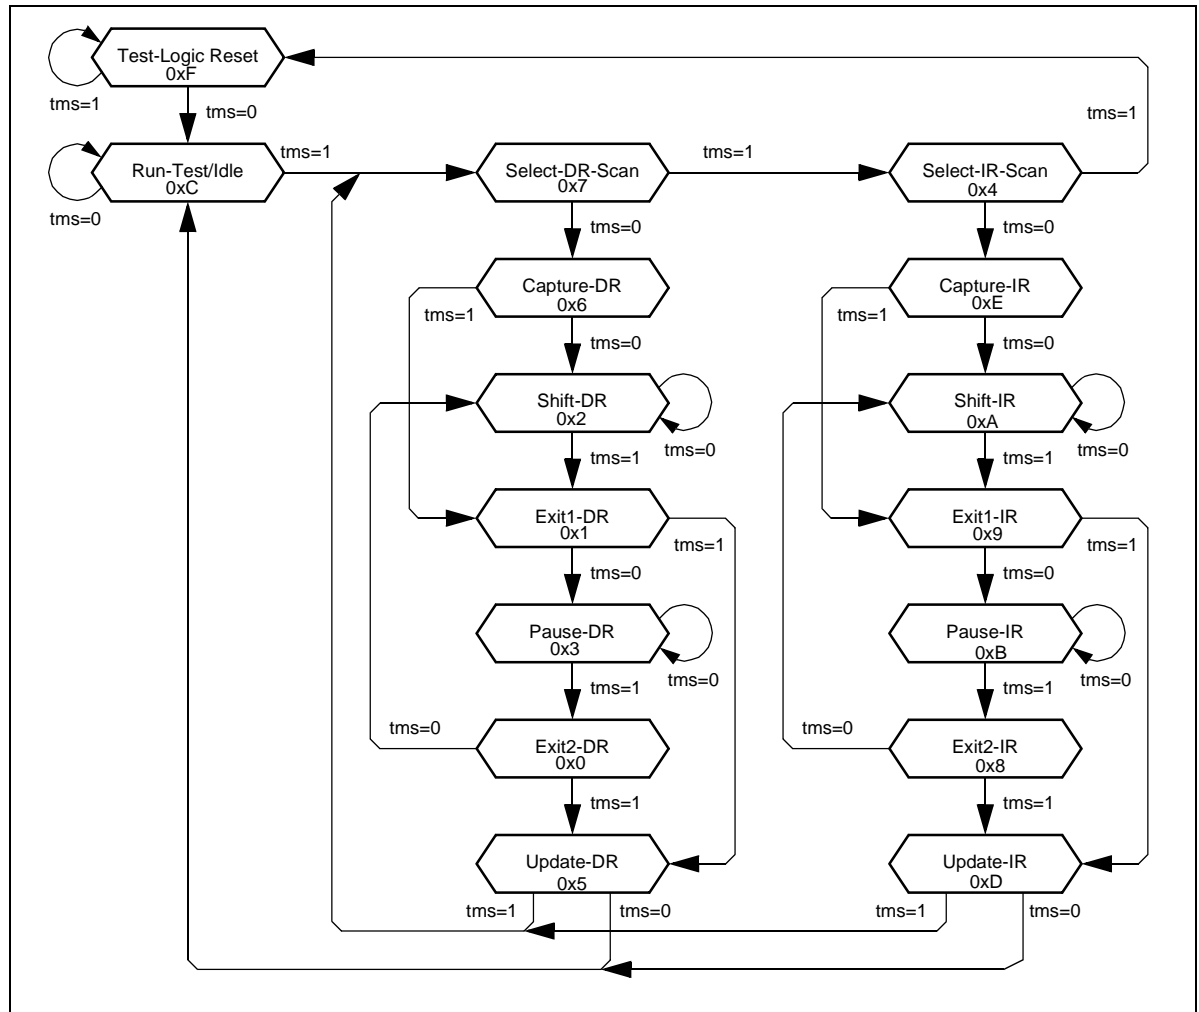 Test-Logic Reset
0xF
tms=1
tms=0
tms=1
Run-Test/Idle
0xC
tms=1
tms=0
Select-DR-Scan
0x7
tms=1
Select-IR-Scan
0x4
tms=0
tms=0
Capture-DR
0x6
tms=1
Capture-IR
0xE
tms=1
tms=0
tms=0
Shift-DR
0x2
tms=0
Shift-IR
0xA
tms=0
tms=1
tms=1
Exit1-DR
0x1
tms=1
Exit1-IR
0x9
tms=1
tms=0
tms=0
Pause-DR
0x3
tms=0
Pause-IR
0xB
tms=0
tms=1
tms=1
tms=0
Exit2-DR
0x0
tms=0
Exit2-IR
0x8
tms=1
tms=1
Update-DR
0x5
Update-IR
0xD
tms=1
tms=0
tms=1
tms=0